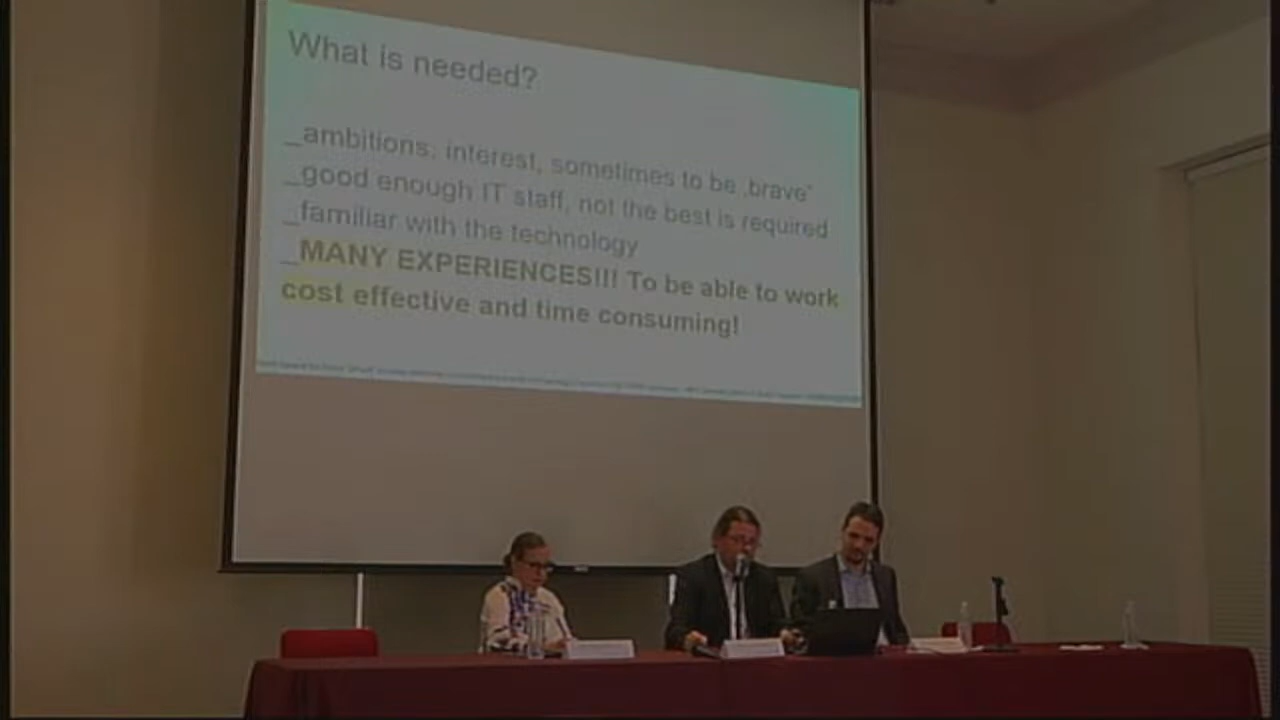 What is needed?
_ambitions, interest, sometimes to be ‚brave‘
_good enough IT staff, not the best is required
_familiar with the technology
_MANY EXPERIENCES!!! To be able to work
cost effective and time consuming!